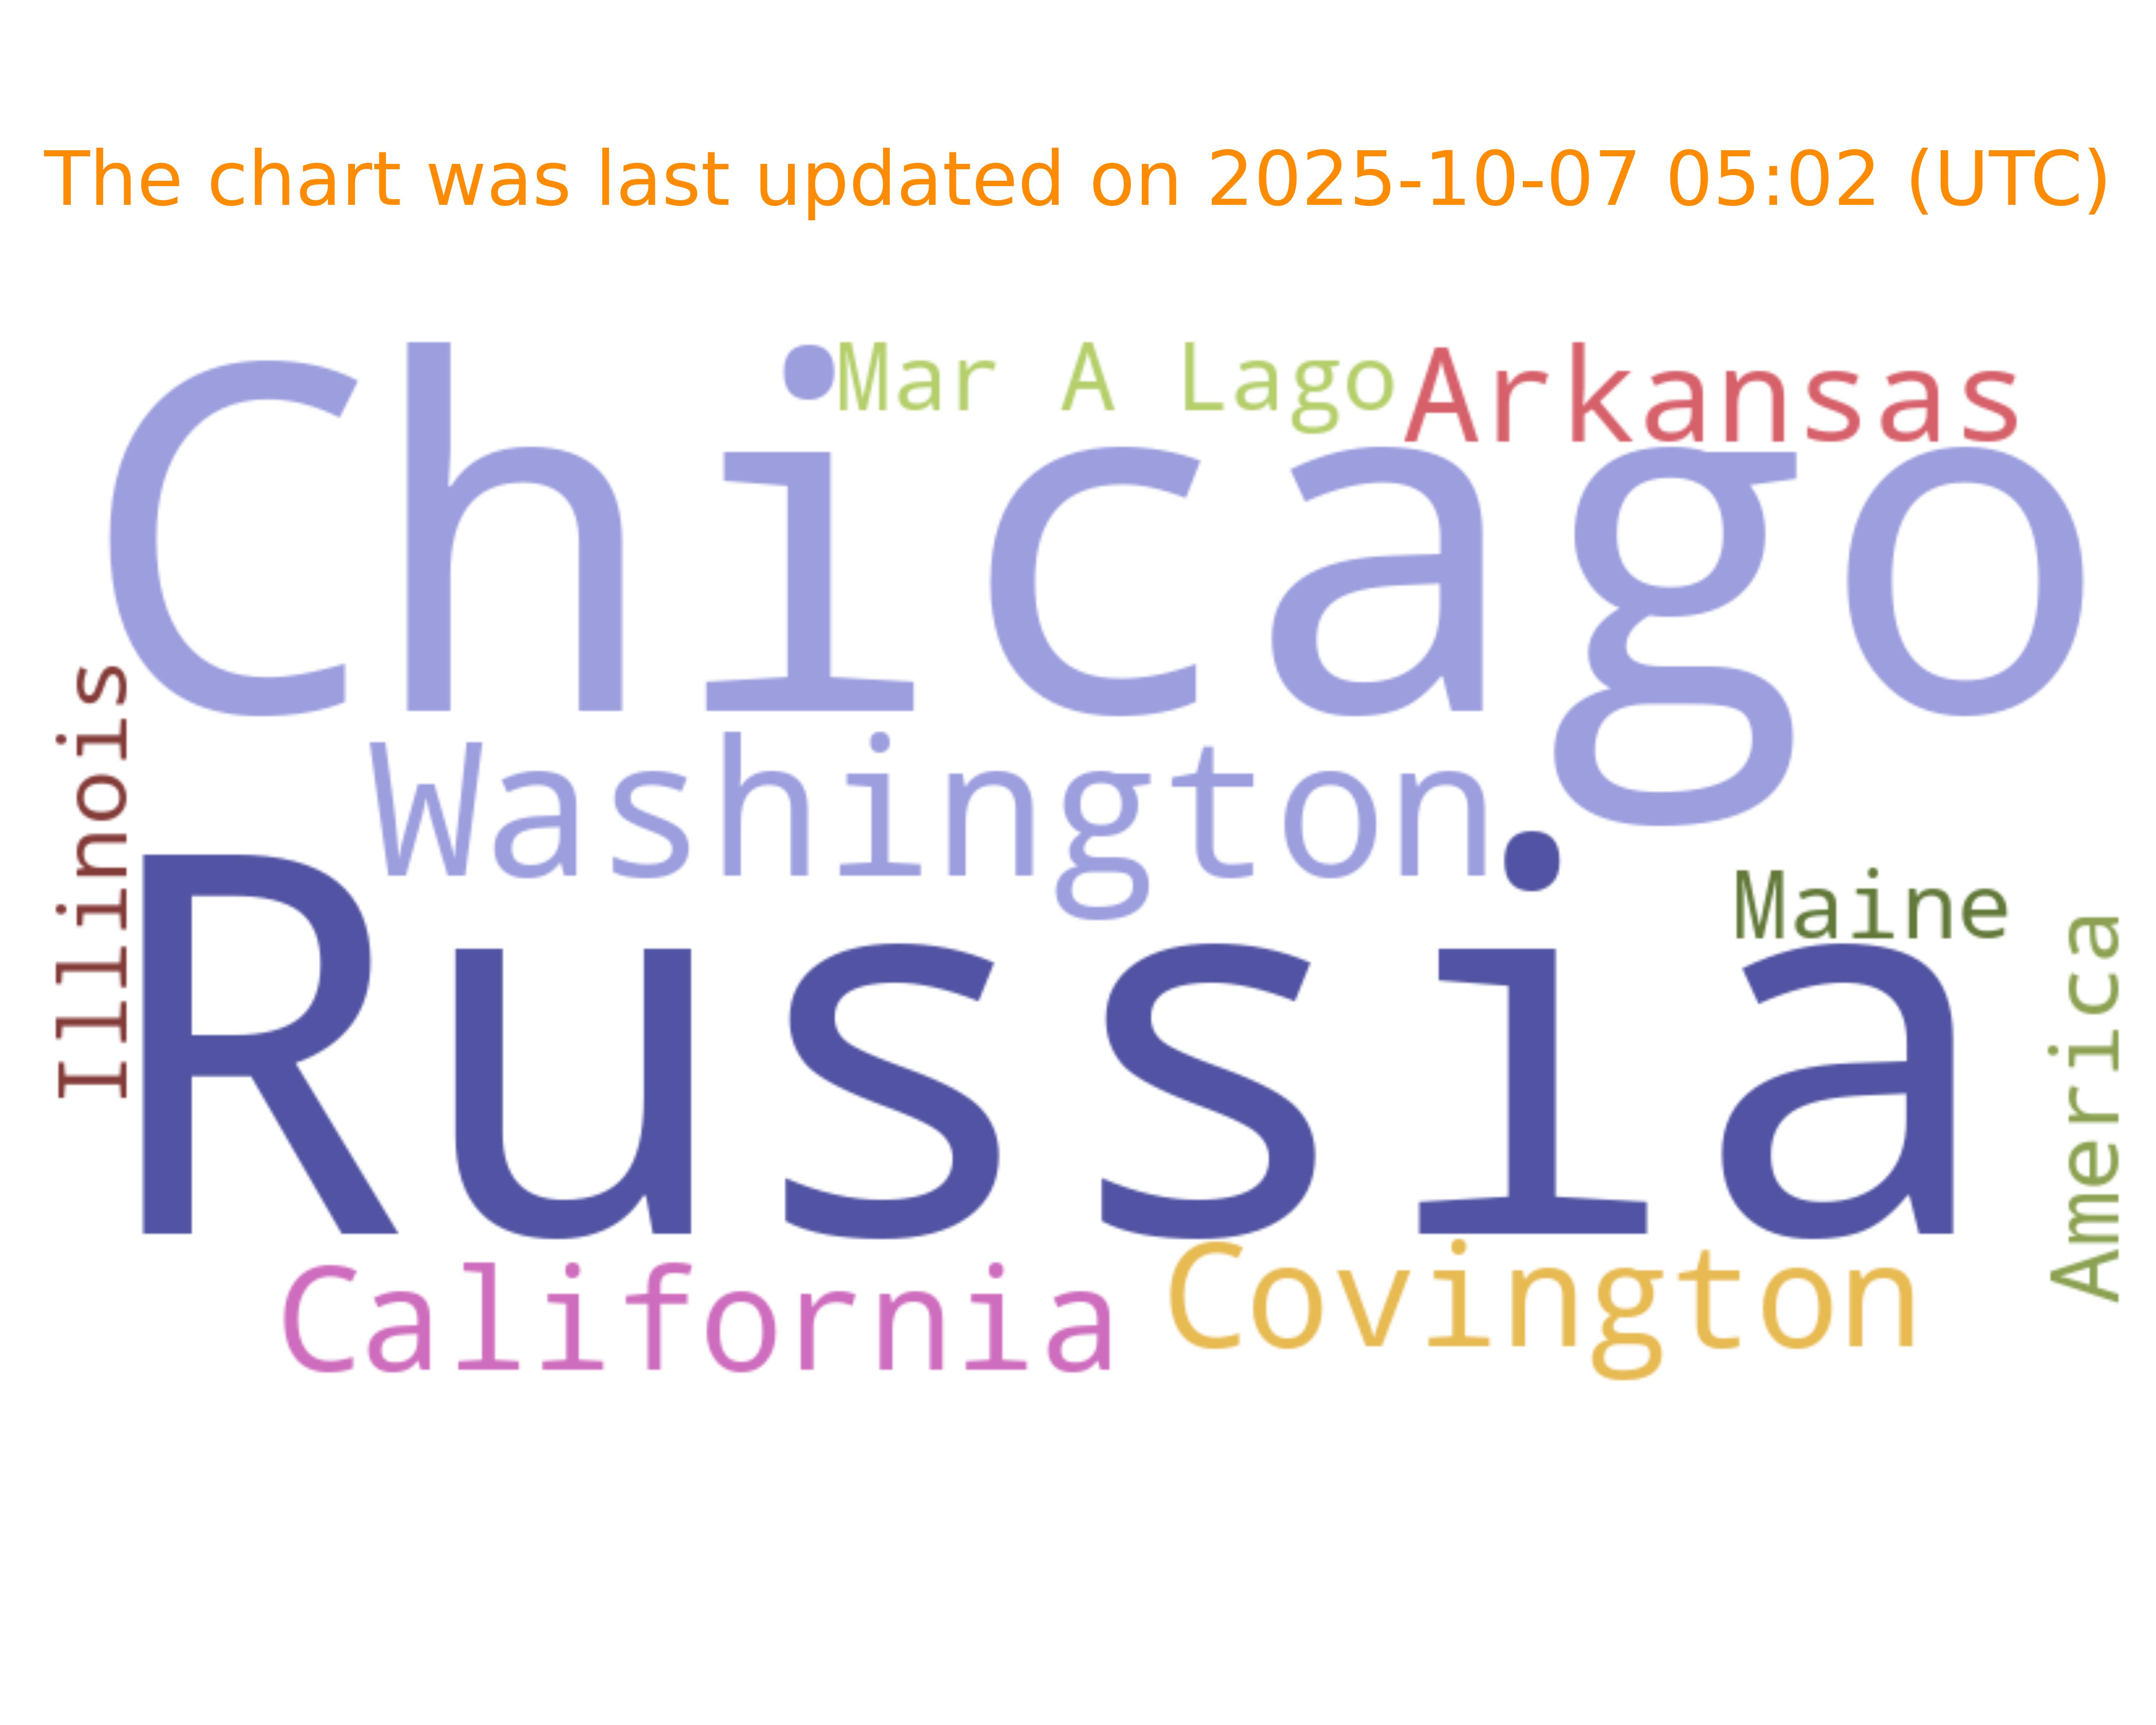 The chart was last updated on 2025-10-07 05:02 (UTC)
Mar A Lago
Arkansas
Chicago
Illinois
Washington
Maine
Russia
America
California
Covington